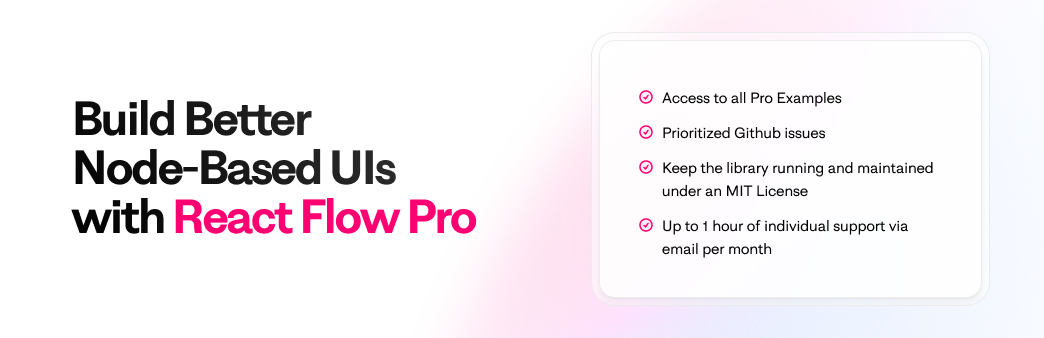 Build Better
Node-Based UIs
with React Flow Pro
Access to all Pro Examples
Prioritized Github issues
Keep the library running and maintained
under an MIT License
Up to 1 hour of individual support via
email per month